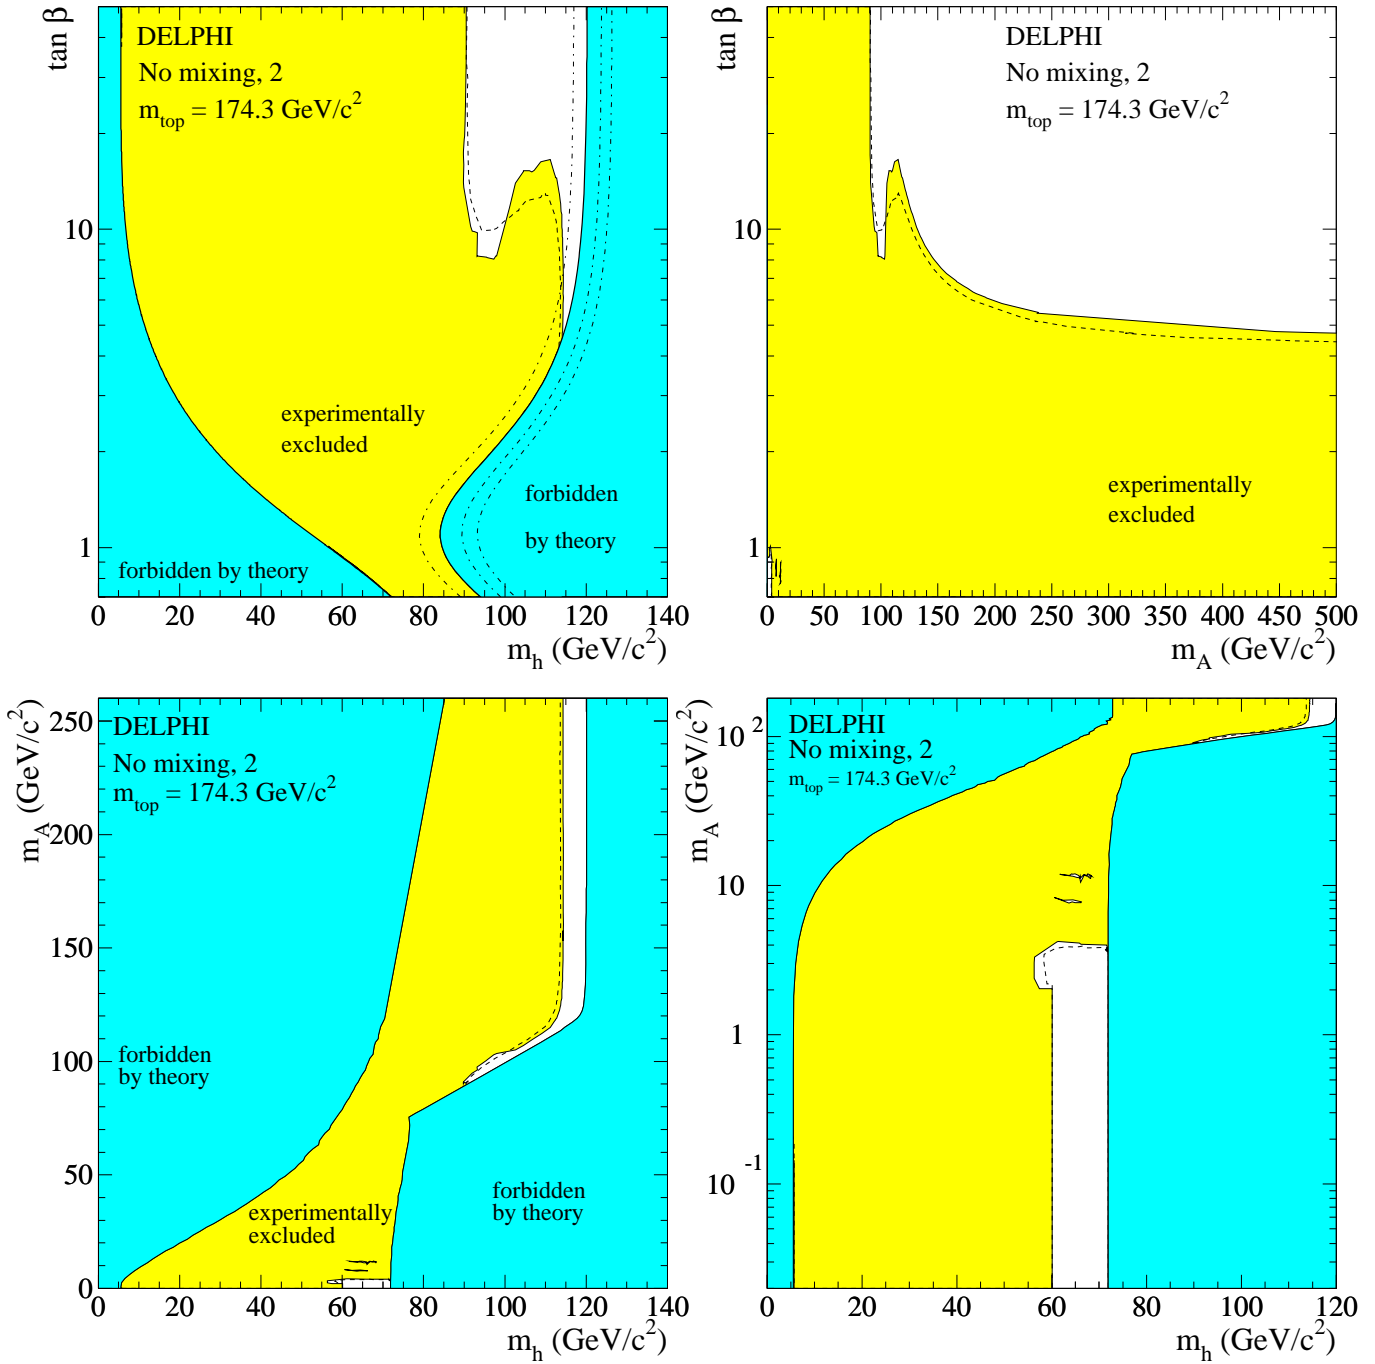 tan β
DELPHI
No mixing, 2
m_top = 174.3 GeV/c^2
10
1
experimentally
excluded
forbidden
by theory
forbidden by theory
0 20 40 60 80 100 120 140
m_h (GeV/c^2)
tan β
DELPHI
No mixing, 2
m_top = 174.3 GeV/c^2
10
1
experimentally
excluded
0 50 100 150 200 250 300 350 400 450 500
m_A (GeV/c^2)
m_A (GeV/c^2)
DELPHI
No mixing, 2
m_top = 174.3 GeV/c^2
250
200
150
100
50
0
forbidden
by theory
experimentally
excluded
forbidden
by theory
0 20 40 60 80 100 120 140
m_h (GeV/c^2)
m_A (GeV/c^2)
DELPHI
No mixing, 2
m_top = 174.3 GeV/c^2
10^2
10
1
10^-1
0 20 40 60 80 100 120
m_h (GeV/c^2)